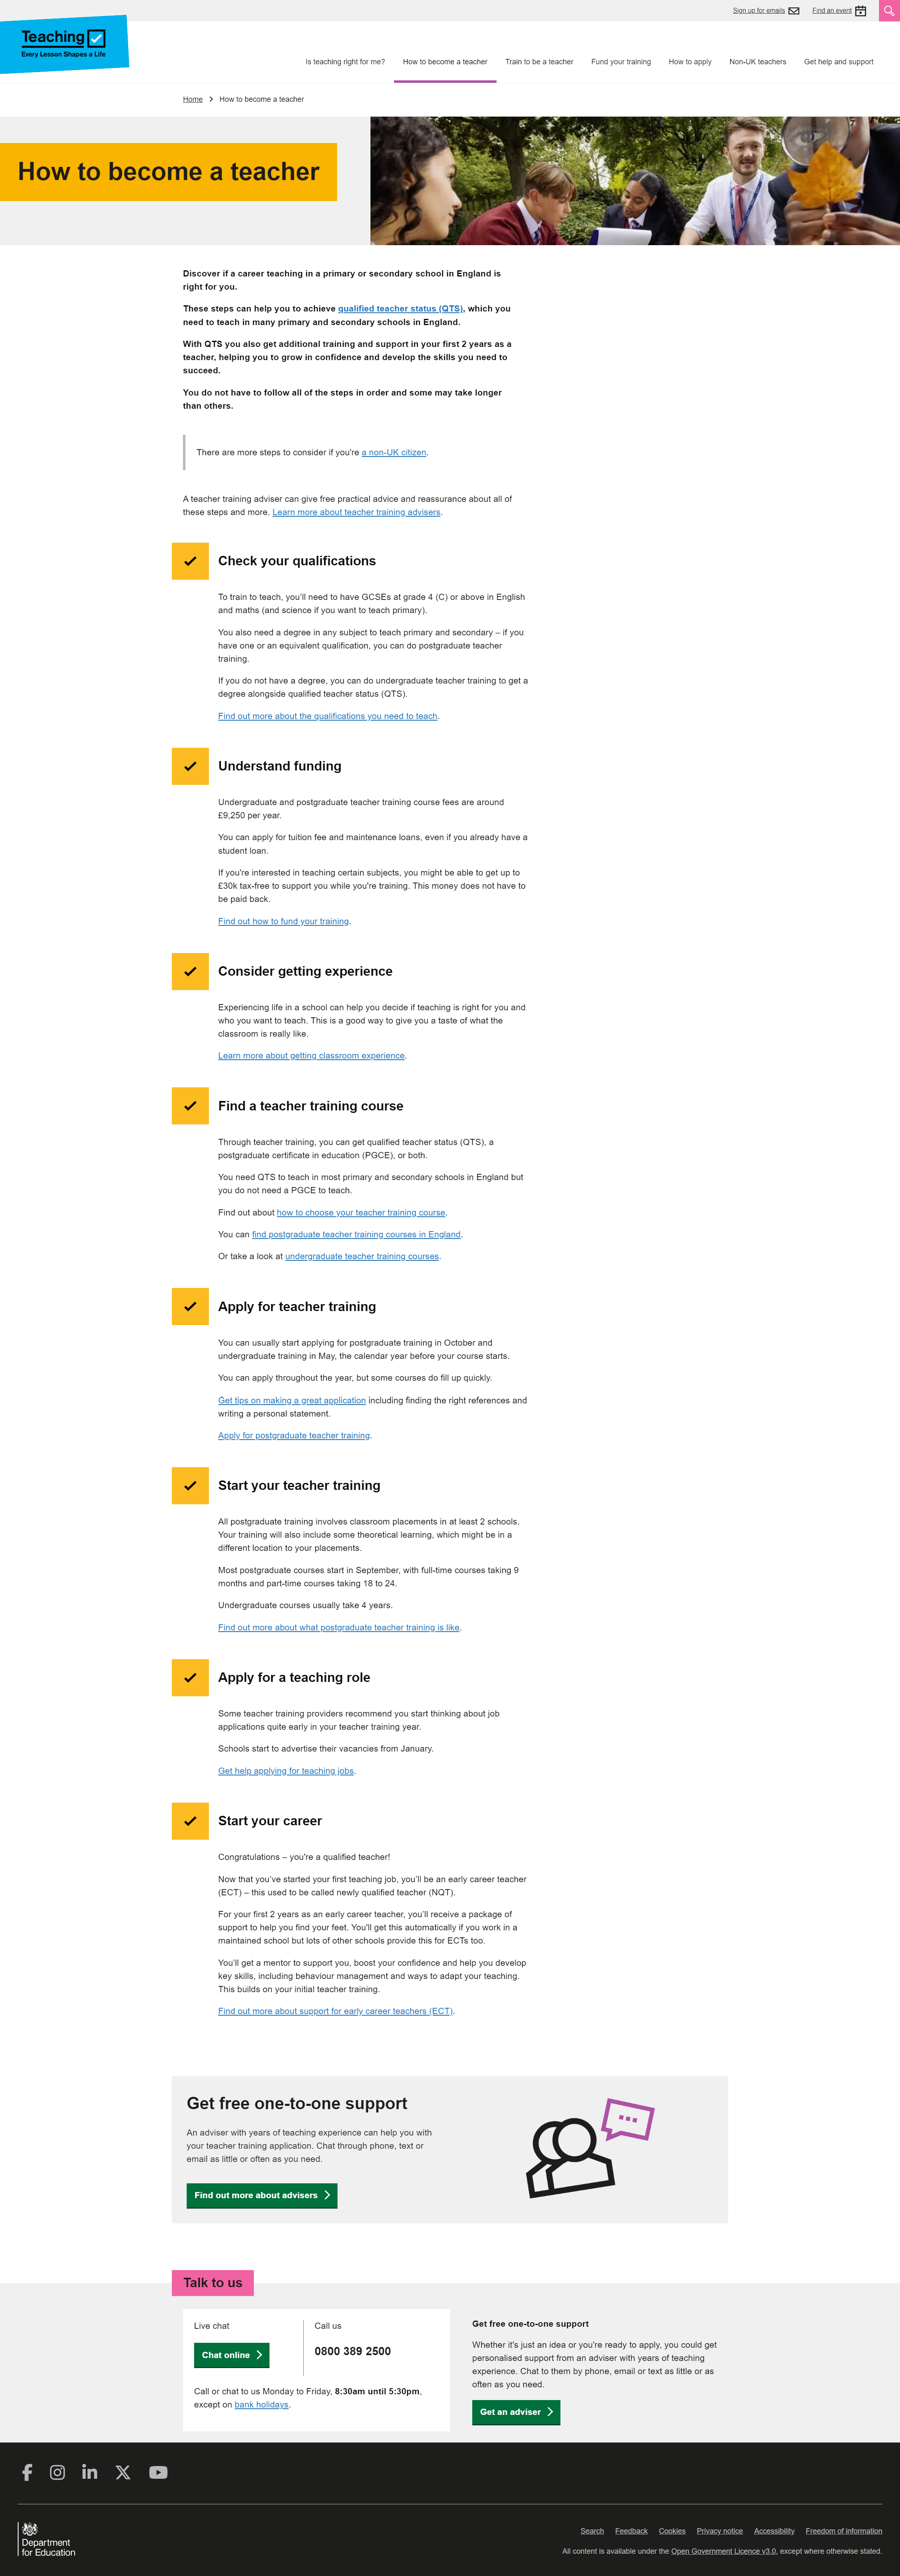 Sign up for emails
Find an event
Teaching
Every Lesson Shapes a Life
Is teaching right for me?
How to become a teacher
Train to be a teacher
Fund your training
How to apply
Non-UK teachers
Get help and support
Home
How to become a teacher
How to become a teacher
Discover if a career teaching in a primary or secondary school in England is
right for you.
These steps can help you to achieve qualified teacher status (QTS), which you
need to teach in many primary and secondary schools in England.
With QTS you also get additional training and support in your first 2 years as a
teacher, helping you to grow in confidence and develop the skills you need to
succeed.
You do not have to follow all of the steps in order and some may take longer
than others.
There are more steps to consider if you're a non-UK citizen.
A teacher training adviser can give free practical advice and reassurance about all of
these steps and more. Learn more about teacher training advisers.
Check your qualifications
To train to teach, you'll need to have GCSEs at grade 4 (C) or above in English
and maths (and science if you want to teach primary).
You also need a degree in any subject to teach primary and secondary – if you
have one or an equivalent qualification, you can do postgraduate teacher
training.
If you do not have a degree, you can do undergraduate teacher training to get a
degree alongside qualified teacher status (QTS).
Find out more about the qualifications you need to teach.
Understand funding
Undergraduate and postgraduate teacher training course fees are around
£9,250 per year.
You can apply for tuition fee and maintenance loans, even if you already have a
student loan.
If you're interested in teaching certain subjects, you might be able to get up to
£30k tax-free to support you while you're training. This money does not have to
be paid back.
Find out how to fund your training.
Consider getting experience
Experiencing life in a school can help you decide if teaching is right for you and
who you want to teach. This is a good way to give you a taste of what the
classroom is really like.
Learn more about getting classroom experience.
Find a teacher training course
Through teacher training, you can get qualified teacher status (QTS), a
postgraduate certificate in education (PGCE), or both.
You need QTS to teach in most primary and secondary schools in England but
you do not need a PGCE to teach.
Find out about how to choose your teacher training course.
You can find postgraduate teacher training courses in England.
Or take a look at undergraduate teacher training courses.
Apply for teacher training
You can usually start applying for postgraduate training in October and
undergraduate training in May, the calendar year before your course starts.
You can apply throughout the year, but some courses do fill up quickly.
Get tips on making a great application including finding the right references and
writing a personal statement.
Apply for postgraduate teacher training.
Start your teacher training
All postgraduate training involves classroom placements in at least 2 schools.
Your training will also include some theoretical learning, which might be in a
different location to your placements.
Most postgraduate courses start in September, with full-time courses taking 9
months and part-time courses taking 18 to 24.
Undergraduate courses usually take 4 years.
Find out more about what postgraduate teacher training is like.
Apply for a teaching role
Some teacher training providers recommend you start thinking about job
applications quite early in your teacher training year.
Schools start to advertise their vacancies from January.
Get help applying for teaching jobs.
Start your career
Congratulations – you're a qualified teacher!
Now that you've started your first teaching job, you'll be an early career teacher
(ECT) – this used to be called newly qualified teacher (NQT).
For your first 2 years as an early career teacher, you'll receive a package of
support to help you find your feet. You'll get this automatically if you work in a
maintained school but lots of other schools provide this for ECTs too.
You'll get a mentor to support you, boost your confidence and help you develop
key skills, including behaviour management and ways to adapt your teaching.
This builds on your initial teacher training.
Find out more about support for early career teachers (ECT).
Get free one-to-one support
An adviser with years of teaching experience can help you with
your teacher training application. Chat through phone, text or
email as little or often as you need.
Find out more about advisers
Talk to us
Live chat
Chat online
Call us
0800 389 2500
Call or chat to us Monday to Friday, 8:30am until 5:30pm,
except on bank holidays.
Get free one-to-one support
Whether it's just an idea or you're ready to apply, you could get
personalised support from an adviser with years of teaching
experience. Chat to them by phone, email or text as little or as
often as you need.
Get an adviser
Department
for Education
Search
Feedback
Cookies
Privacy notice
Accessibility
Freedom of information
All content is available under the Open Government Licence v3.0, except where otherwise stated.